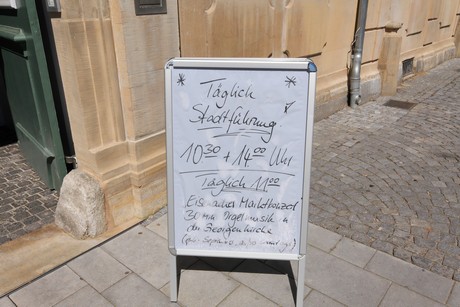 Täglich
Stadtführung
10³⁰ + 14⁰⁰ Uhr
Täglich 11⁰⁰
Eisenacher Marktkonzert
30 min Orgelmusik in
der Georgenkirche